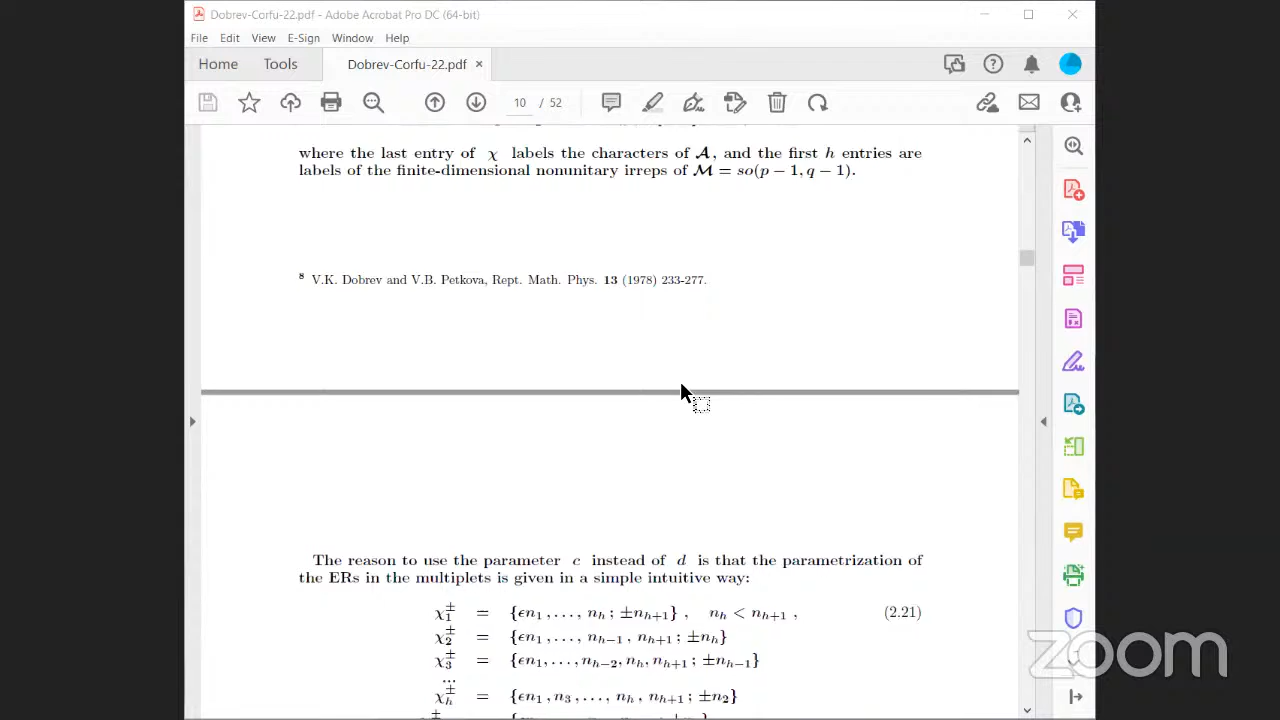 Dobrev-Corfu-22.pdf - Adobe Acrobat Pro DC (64-bit)
File Edit View E-Sign Window Help
Home Tools Dobrev-Corfu-22.pdf ×
10 / 52
where the last entry of χ labels the characters of 𝓐, and the first h entries are
labels of the finite-dimensional nonunitary irreps of 𝓜 = so(p − 1, q − 1).
⁸ V.K. Dobrev and V.B. Petkova, Rept. Math. Phys. 13 (1978) 233-277.
The reason to use the parameter c instead of d is that the parametrization of
the ERs in the multiplets is given in a simple intuitive way:
χ₁^± = {ϵn₁, …, n_h ; ±n_{h+1}} , n_h < n_{h+1} , (2.21)
χ₂^± = {ϵn₁, …, n_{h−1} , n_{h+1} ; ±n_h}
χ₃^± = {ϵn₁, …, n_{h−2}, n_h, n_{h+1} ; ±n_{h−1}}
...
χ_h^± = {ϵn₁ , n₃ , …, n_h , n_{h+1} ; ±n₂}
zoom